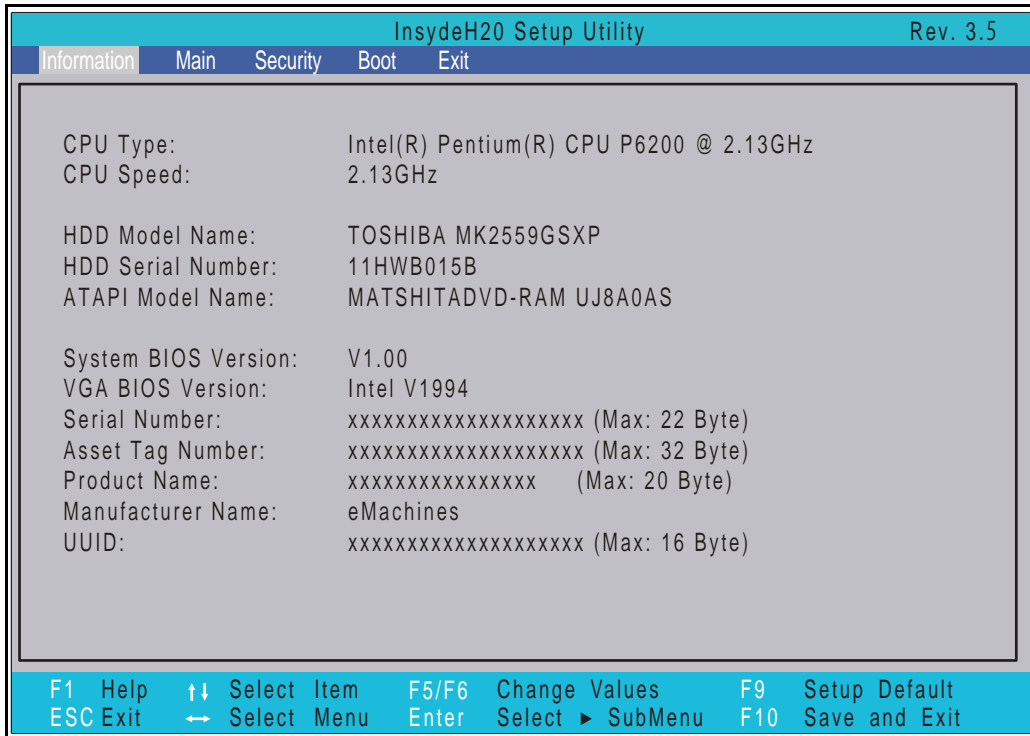 InsydeH20 Setup Utility Rev. 3.5
Information Main Security Boot Exit
CPU Type: Intel(R) Pentium(R) CPU P6200 @ 2.13GHz
CPU Speed: 2.13GHz
HDD Model Name: TOSHIBA MK2559GSXP
HDD Serial Number: 11HWB015B
ATAPI Model Name: MATSHITADVD-RAM UJ8A0AS
System BIOS Version: V1.00
VGA BIOS Version: Intel V1994
Serial Number: xxxxxxxxxxxxxxxxxxxx (Max: 22 Byte)
Asset Tag Number: xxxxxxxxxxxxxxxxxxxx (Max: 32 Byte)
Product Name: xxxxxxxxxxxxxxxx (Max: 20 Byte)
Manufacturer Name: eMachines
UUID: xxxxxxxxxxxxxxxxxxxx (Max: 16 Byte)
F1 Help ↑↓ Select Item F5/F6 Change Values F9 Setup Default
ESC Exit ↔ Select Menu Enter Select ► SubMenu F10 Save and Exit